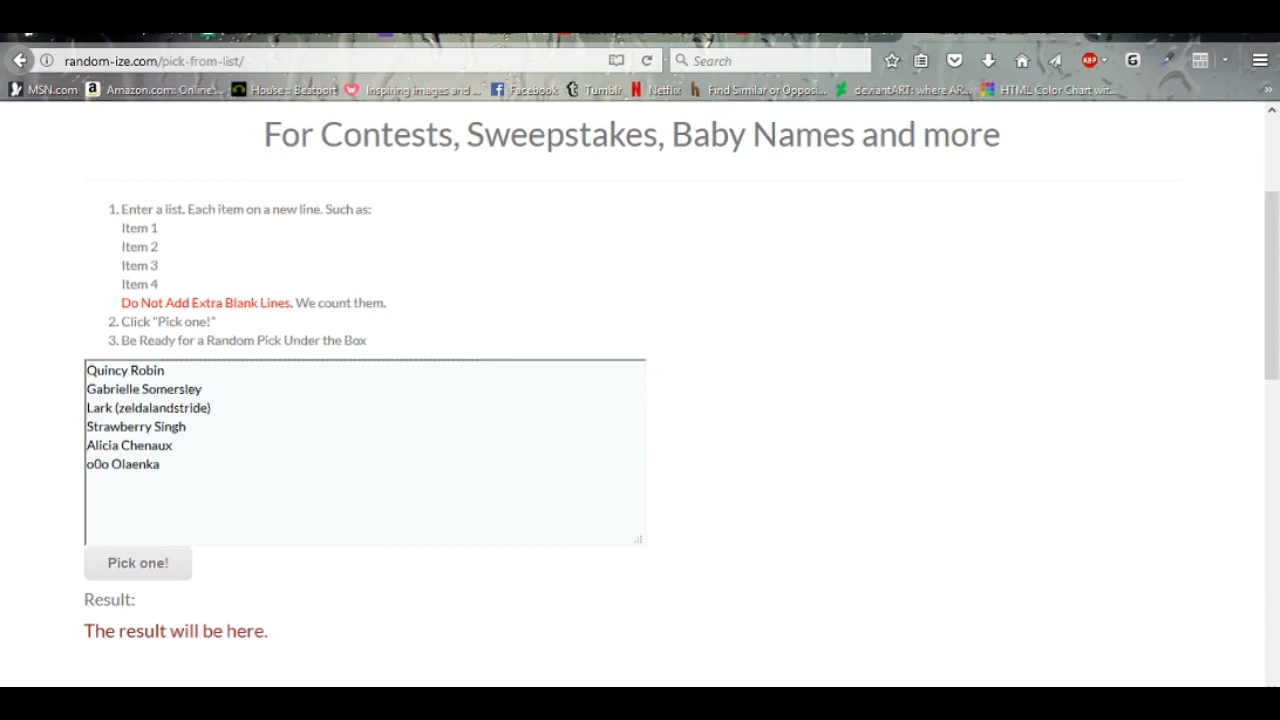 random-ize.com/pick-from-list/
Search
ABP
G
MSN.com
Amazon.com: Online's...
House :: Beatport
Inspiring images and ...
Facebook
Tumblr
Netflix
Find Similar or Opposi...
deviantART: where AR...
HTML Color Chart wit...
For Contests, Sweepstakes, Baby Names and more
1. Enter a list. Each item on a new line. Such as:
Item 1
Item 2
Item 3
Item 4
Do Not Add Extra Blank Lines. We count them.
2. Click "Pick one!"
3. Be Ready for a Random Pick Under the Box
Quincy Robin
Gabrielle Somersley
Lark (zeldalandstride)
Strawberry Singh
Alicia Chenaux
o0o Olaenka
Pick one!
Result:
The result will be here.